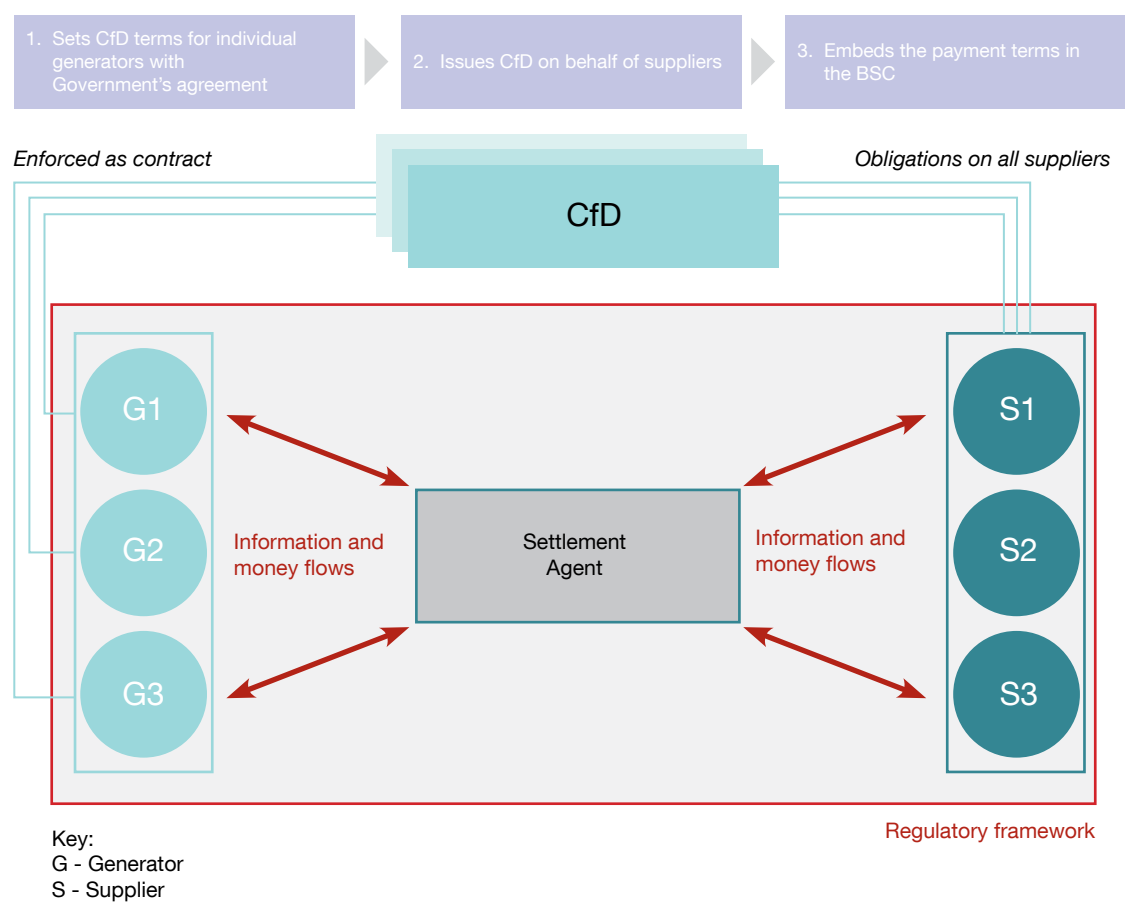 1. Sets CfD terms for individual
generators with
Government's agreement
2. Issues CfD on behalf of suppliers
3. Embeds the payment terms in
the BSC
Enforced as contract
Obligations on all suppliers
CfD
G1
S1
Information and
money flows
Settlement
Agent
Information and
money flows
G2
S2
G3
S3
Regulatory framework
Key:
G - Generator
S - Supplier